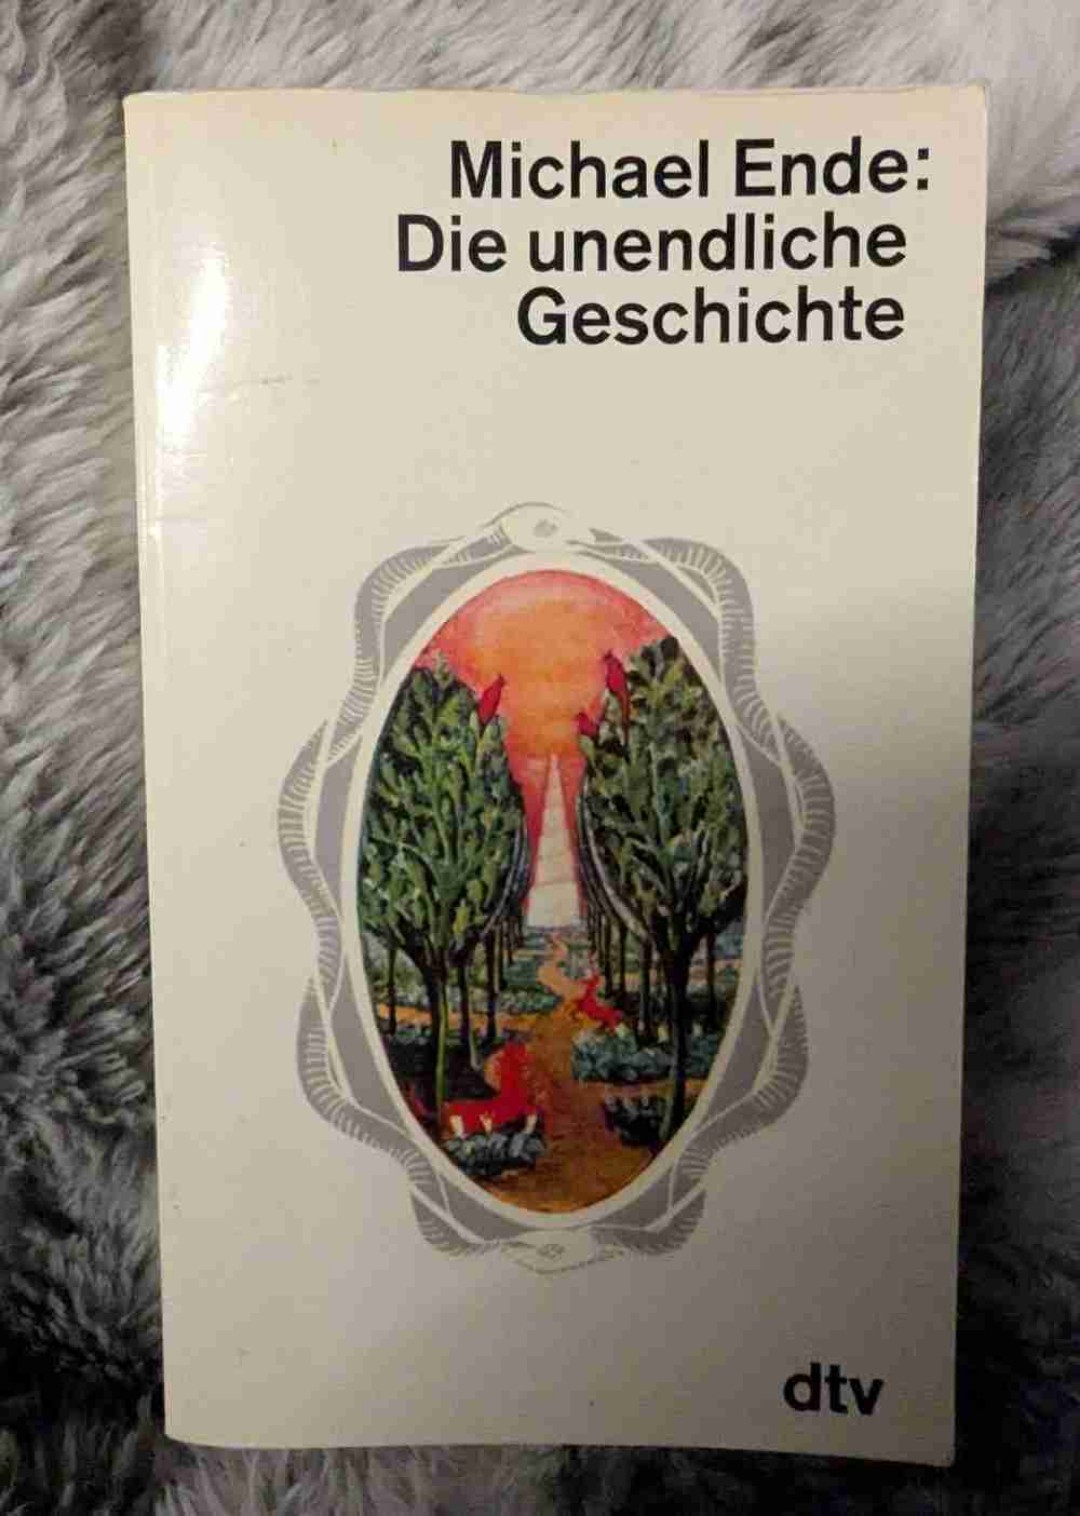 Michael Ende:
Die unendliche
Geschichte
dtv